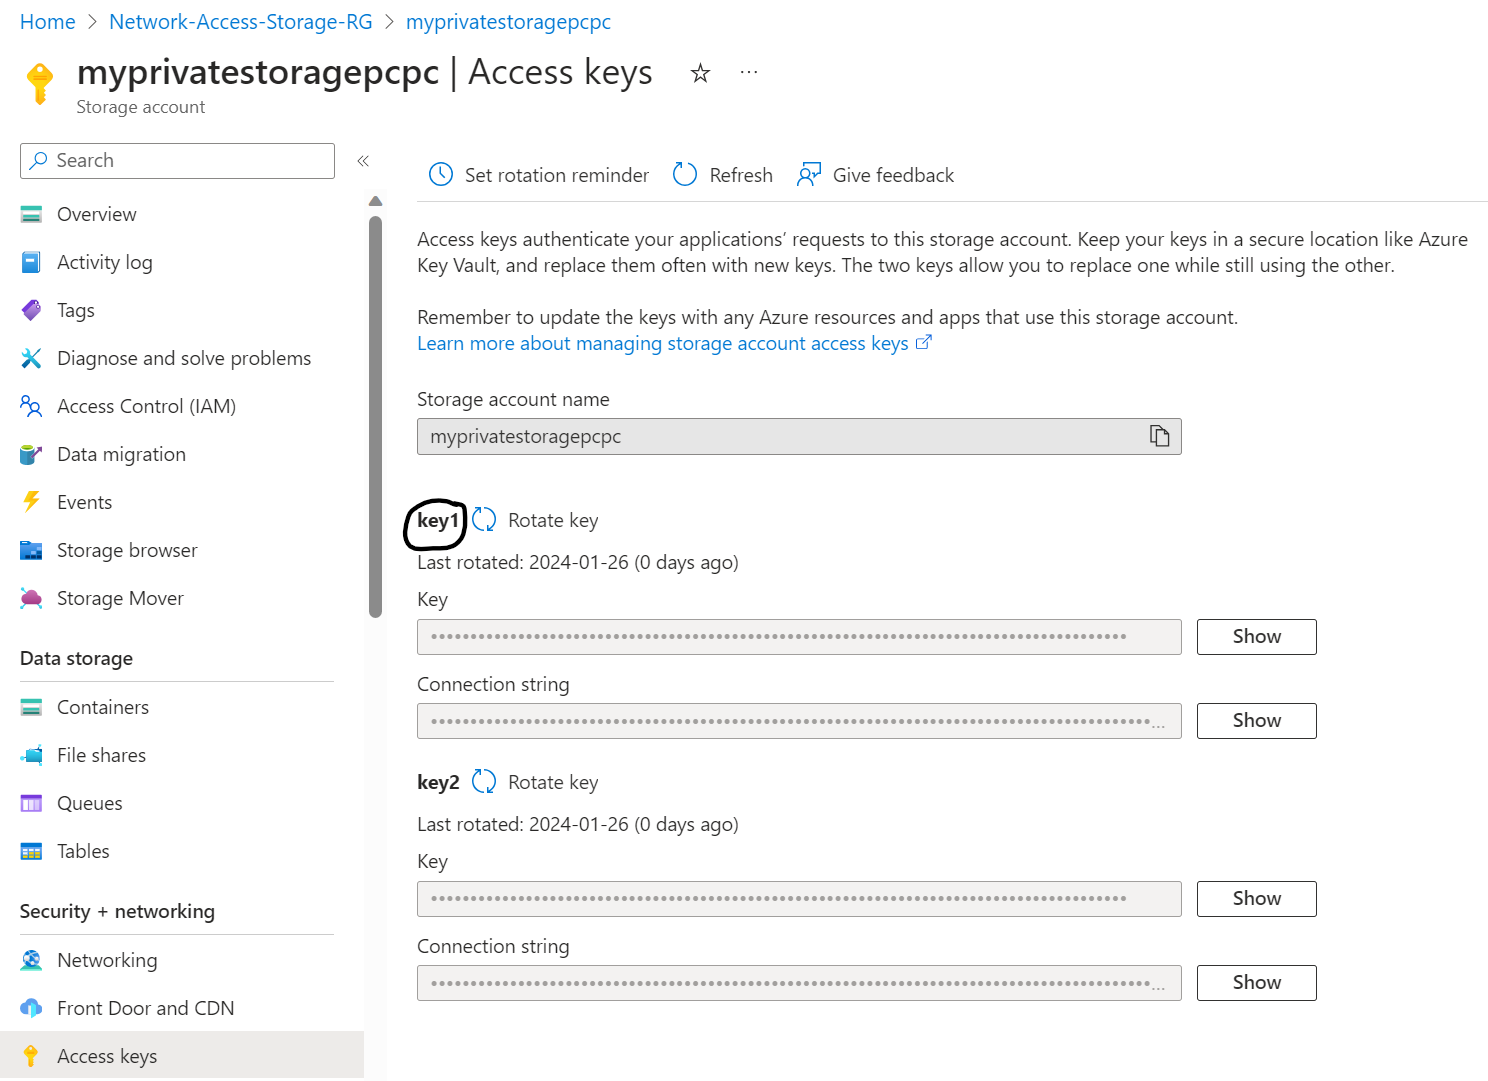 Home > Network-Access-Storage-RG > myprivatestoragepcpc
myprivatestoragepcpc | Access keys ☆ ···
Storage account
Search «
Overview
Activity log
Tags
Diagnose and solve problems
Access Control (IAM)
Data migration
Events
Storage browser
Storage Mover
Data storage
Containers
File shares
Queues
Tables
Security + networking
Networking
Front Door and CDN
Access keys
Set rotation reminder Refresh Give feedback
Access keys authenticate your applications’ requests to this storage account. Keep your keys in a secure location like Azure
Key Vault, and replace them often with new keys. The two keys allow you to replace one while still using the other.
Remember to update the keys with any Azure resources and apps that use this storage account.
Learn more about managing storage account access keys
Storage account name
myprivatestoragepcpc
key1 Rotate key
Last rotated: 2024-01-26 (0 days ago)
Key
Show
Connection string
Show
key2 Rotate key
Last rotated: 2024-01-26 (0 days ago)
Key
Show
Connection string
Show